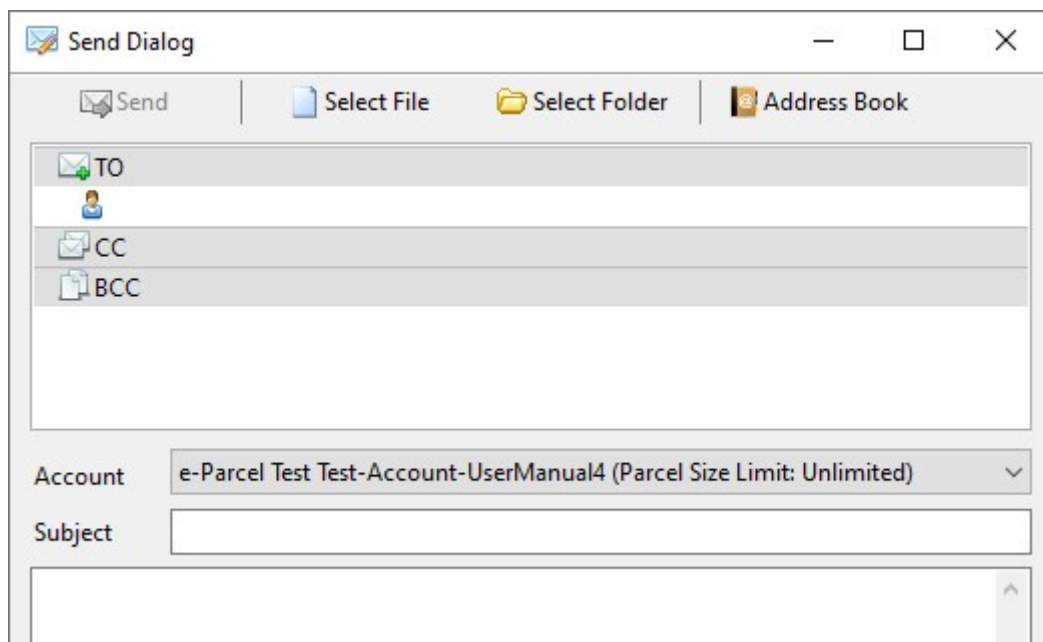 Send Dialog
Send Select File Select Folder Address Book
TO
CC
BCC
Account e-Parcel Test Test-Account-UserManual4 (Parcel Size Limit: Unlimited)
Subject